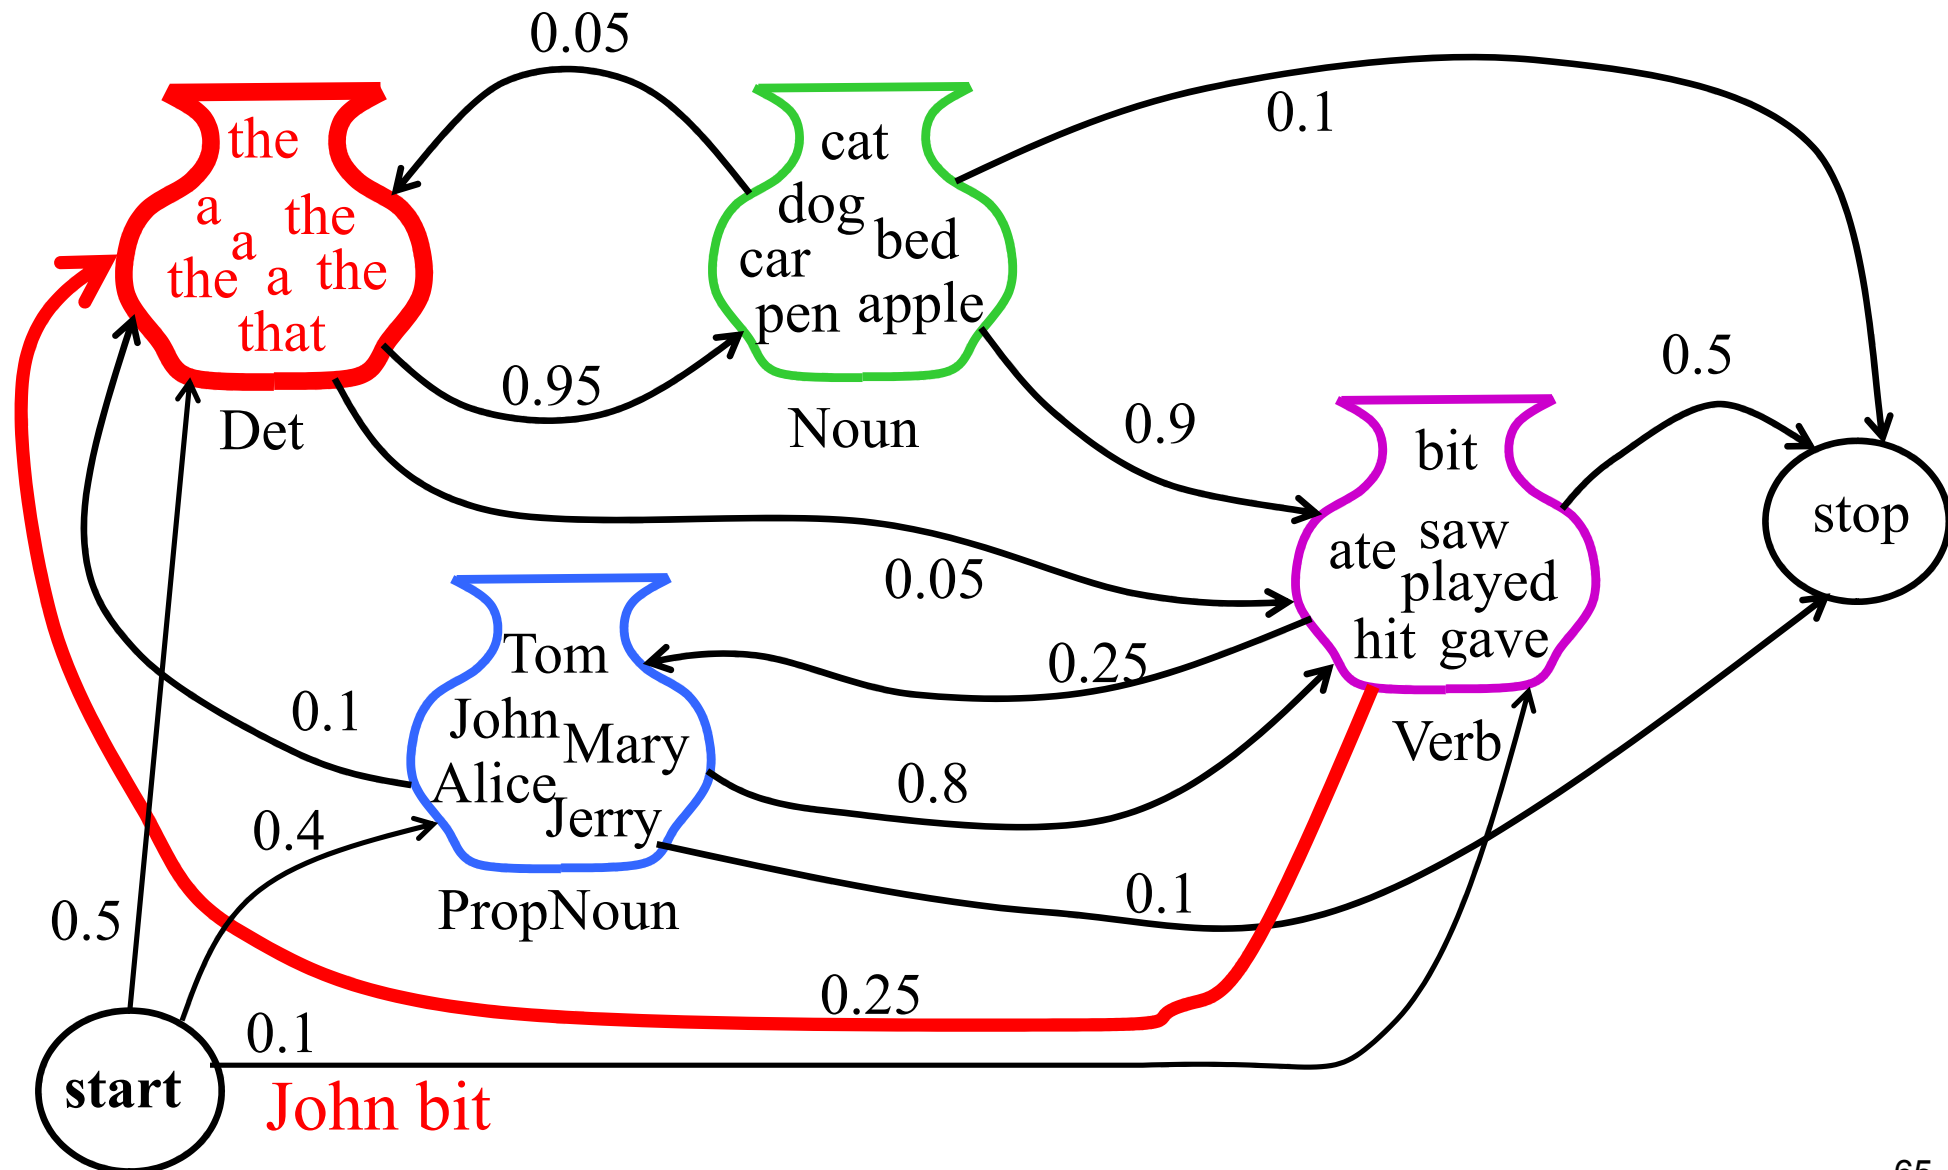 0.05
0.1
the
cat
a the
dog
a
bed
the a the
car
that
pen apple
0.5
0.95
Det
Noun
0.9
bit
stop
saw
ate
played
0.05
hit gave
Tom
0.25
John
0.1
Mary
Verb
Alice
0.8
Jerry
0.4
0.1
PropNoun
0.5
0.25
0.1
start
John bit
65